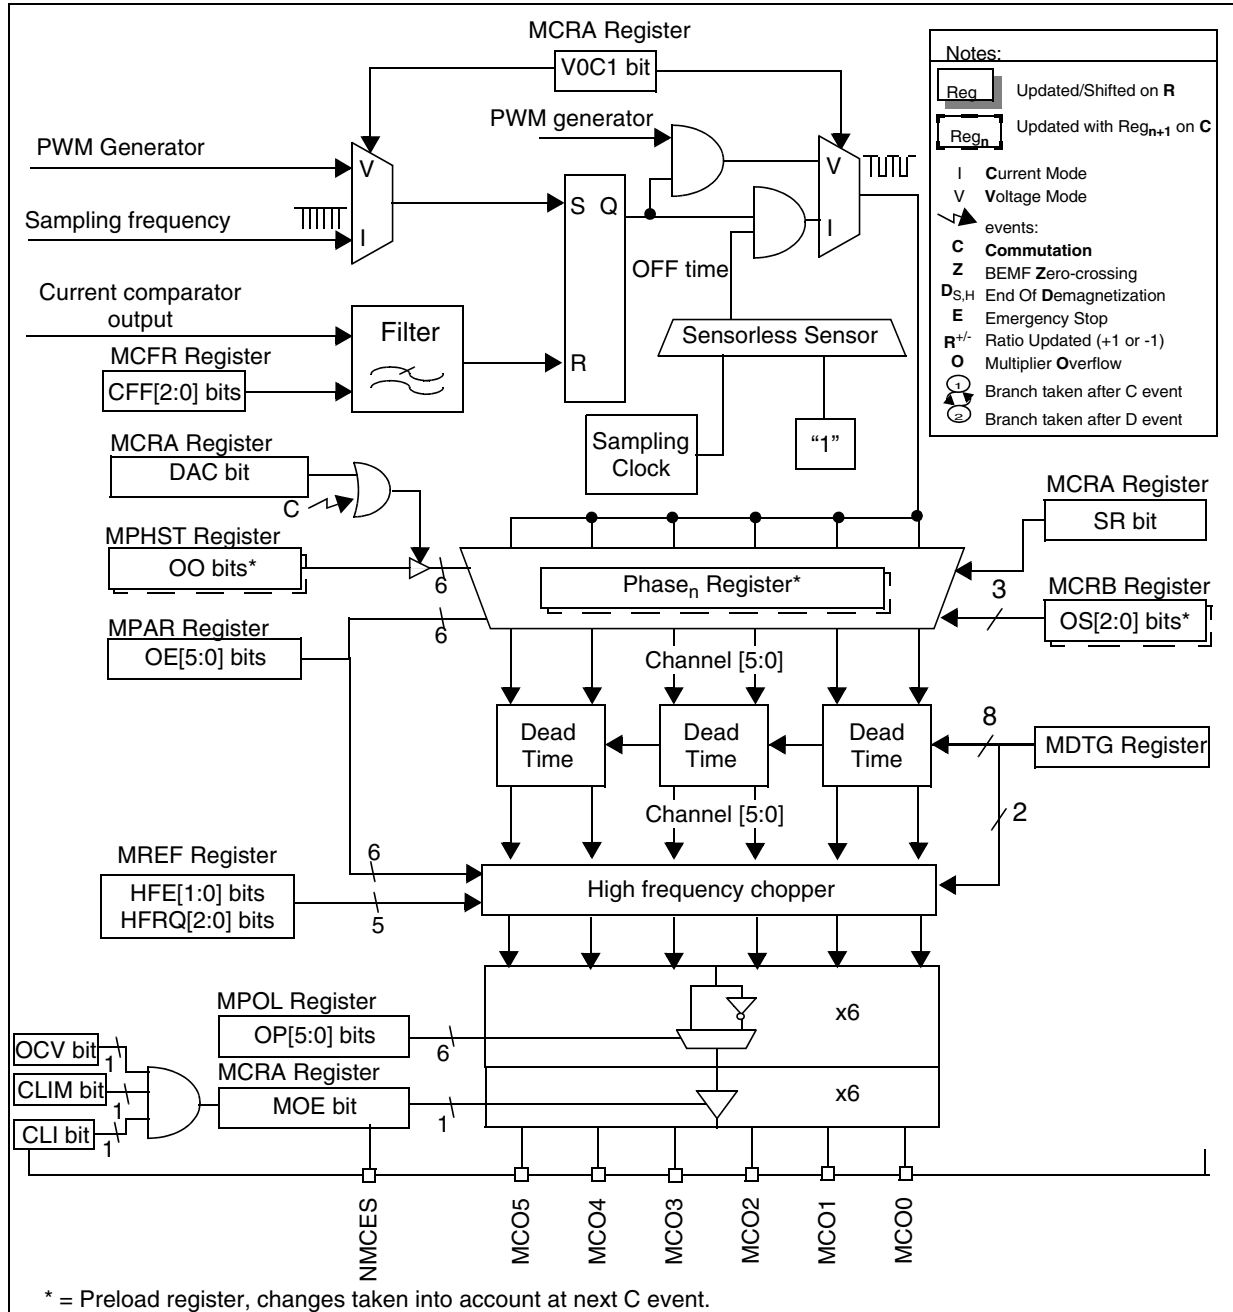 MCRA Register
V0C1 bit
PWM generator
PWM Generator
V
V
Sampling frequency
I
S Q
I
OFF time
Current comparator
output
Filter
Sensorless Sensor
MCFR Register
R
CFF[2:0] bits
Sampling
Clock
“1”
Notes:
Reg
Updated/Shifted on R
Regn
Updated with Regn+1 on C
I Current Mode
V Voltage Mode
events:
C Commutation
Z BEMF Zero-crossing
DS,H End Of Demagnetization
E Emergency Stop
R+/- Ratio Updated (+1 or -1)
O Multiplier Overflow
1
Branch taken after C event
2
Branch taken after D event
MCRA Register
DAC bit
C
MCRA Register
SR bit
MPHST Register
OO bits*
6
Phasen Register*
3
MCRB Register
OS[2:0] bits*
MPAR Register
OE[5:0] bits
6
Channel [5:0]
Dead
Time
Dead
Time
Dead
Time
8
MDTG Register
Channel [5:0]
2
MREF Register
HFE[1:0] bits
HFRQ[2:0] bits
6
5
High frequency chopper
MPOL Register
OP[5:0] bits
6
x6
OCV bit
1
CLIM bit
1
CLI bit
1
MCRA Register
MOE bit
1
x6
NMCES
MCO5
MCO4
MCO3
MCO2
MCO1
MCO0
* = Preload register, changes taken into account at next C event.